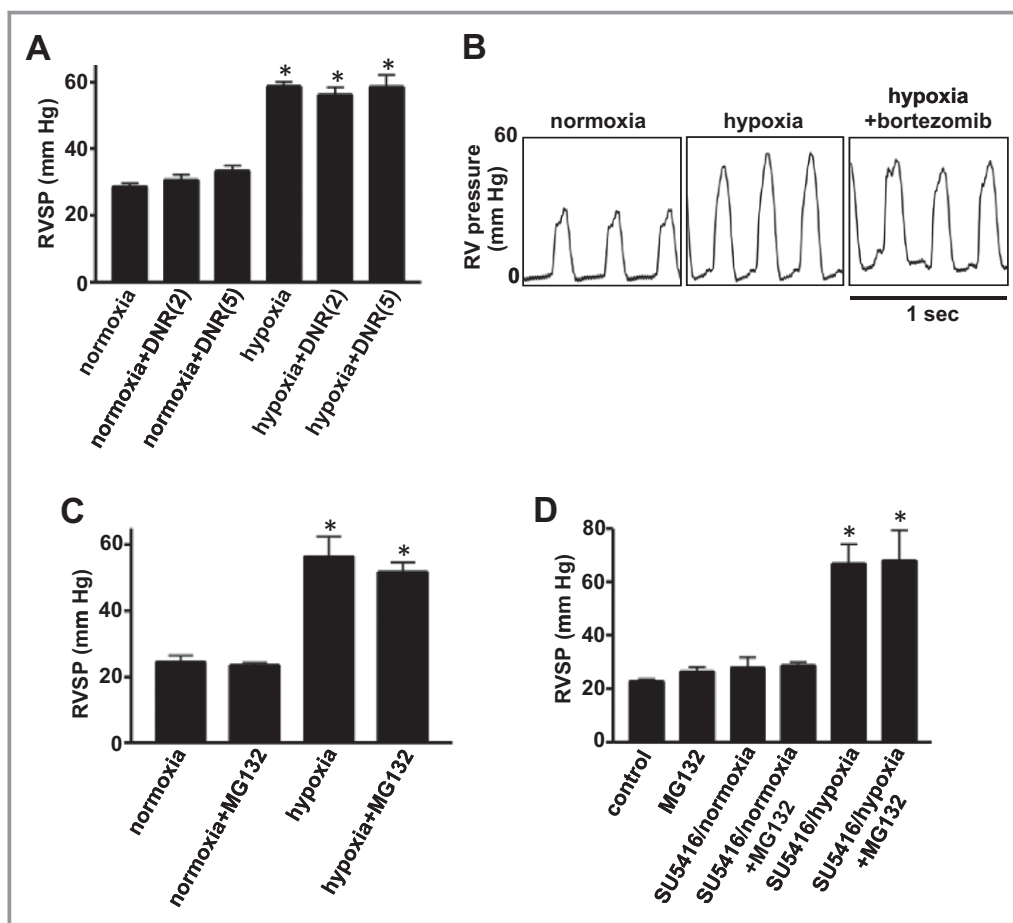 A
RVSP (mm Hg)
60
40
20
0
normoxia
normoxia+DNR(2)
normoxia+DNR(5)
hypoxia
hypoxia+DNR(2)
hypoxia+DNR(5)
* * *
B
normoxia
hypoxia
hypoxia
+bortezomib
RV pressure
(mm Hg)
60
0
1 sec
C
RVSP (mm Hg)
60
40
20
0
normoxia
normoxia+MG132
hypoxia
hypoxia+MG132
* *
D
RVSP (mm Hg)
80
60
40
20
0
control
MG132
SU5416/normoxia
SU5416/normoxia
+MG132
SU5416/hypoxia
SU5416/hypoxia
+MG132
* *